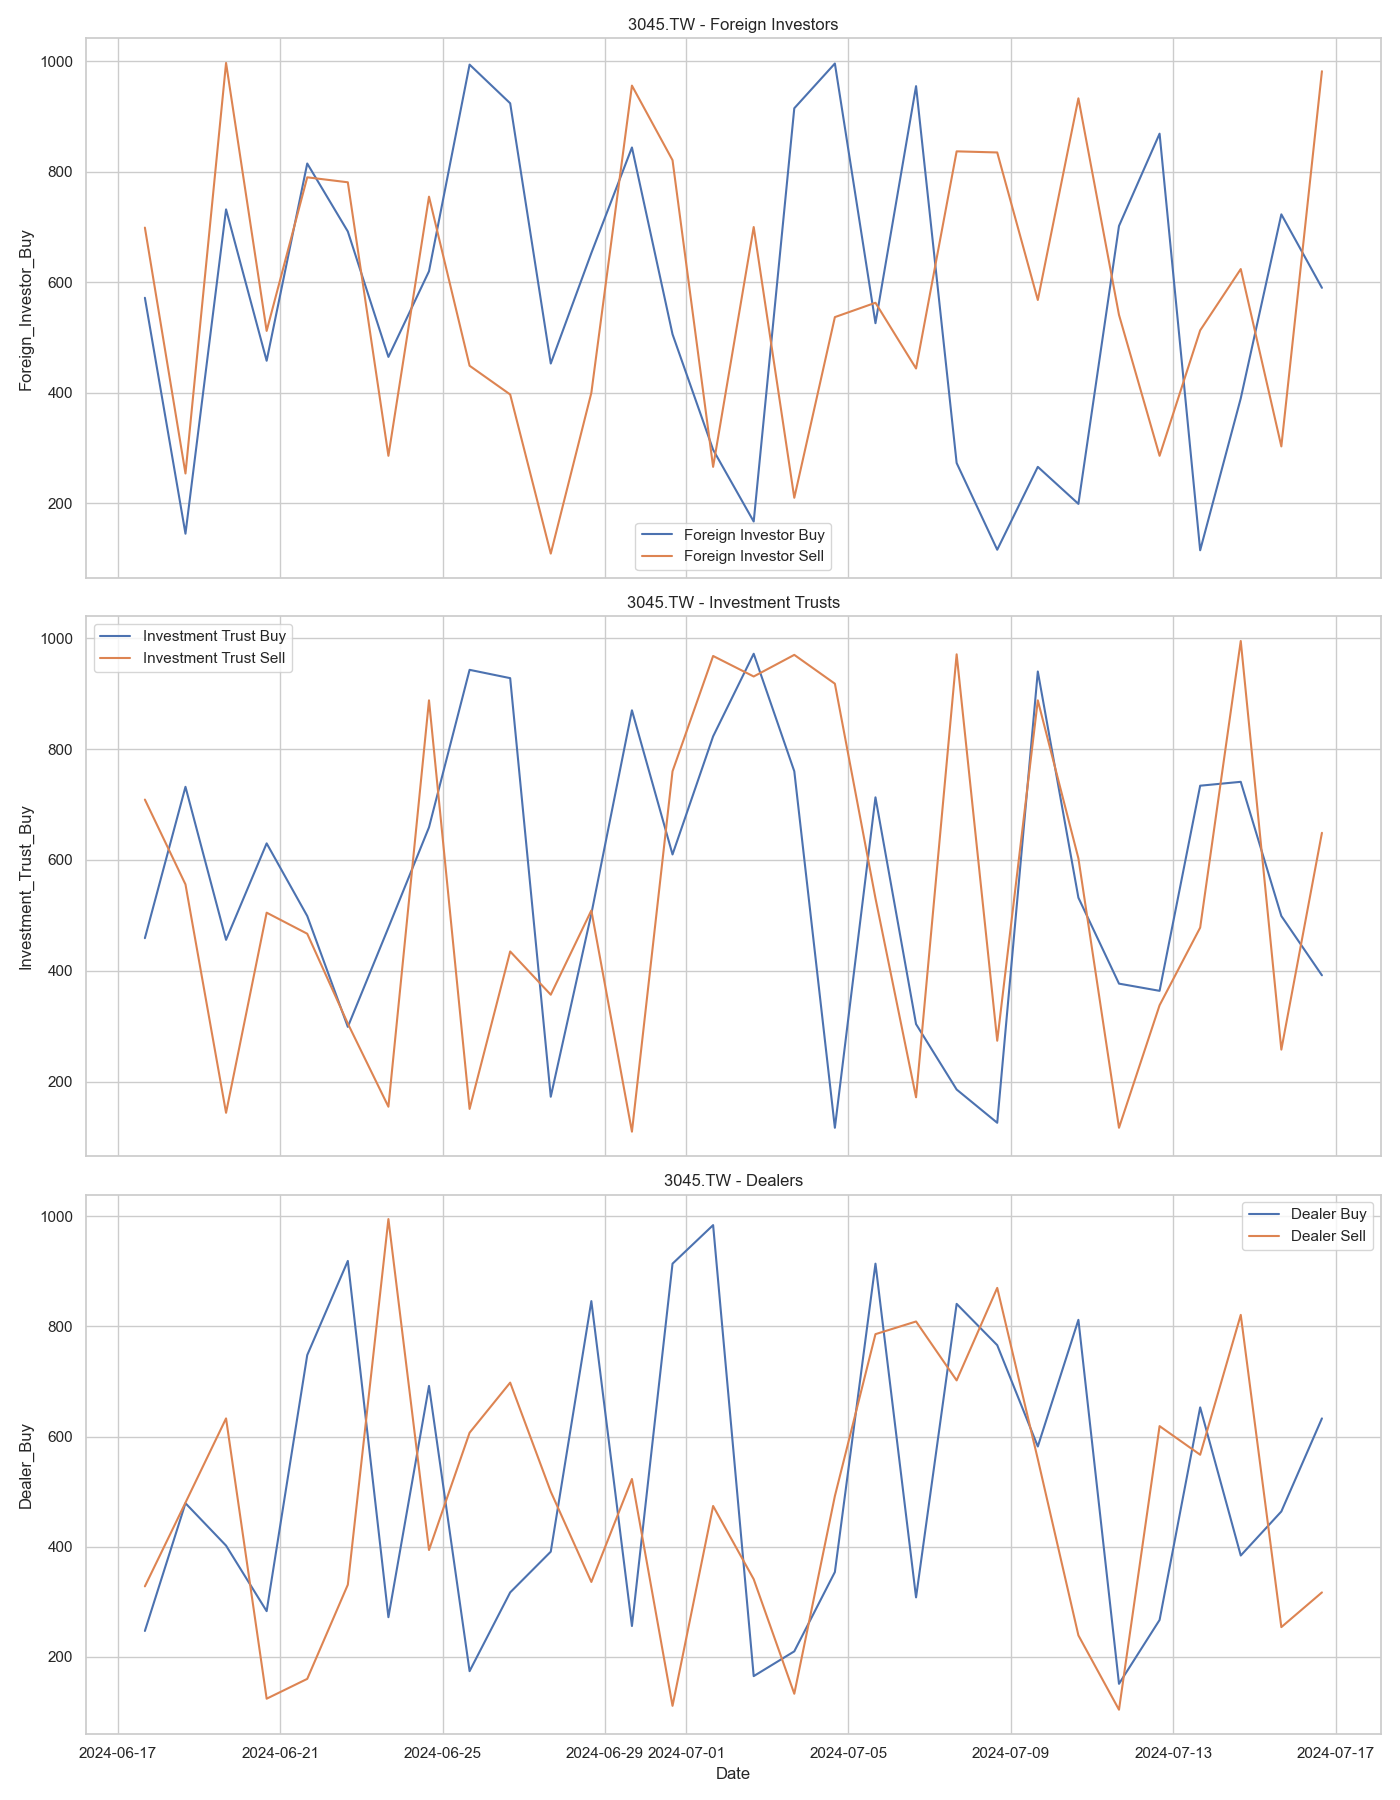 3045.TW - Foreign Investors
1000
800
600
400
200
Foreign_Investor_Buy
Foreign Investor Buy
Foreign Investor Sell
3045.TW - Investment Trusts
1000
800
600
400
200
Investment_Trust_Buy
Investment Trust Buy
Investment Trust Sell
3045.TW - Dealers
1000
800
600
400
200
Dealer_Buy
Dealer Buy
Dealer Sell
2024-06-17 2024-06-21 2024-06-25 2024-06-29 2024-07-01 2024-07-05 2024-07-09 2024-07-13 2024-07-17
Date